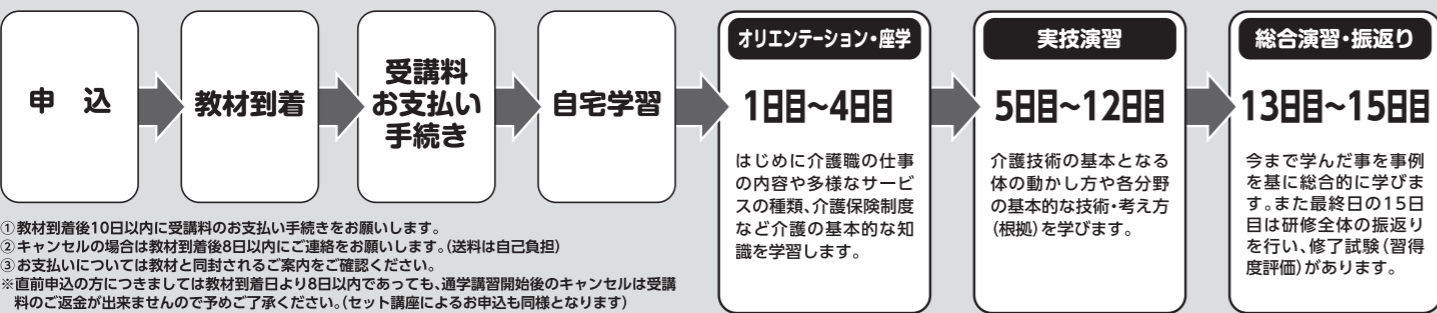 申 込
教材到着
受講料
お支払い
手続き
自宅学習
オリエンテーション・座学
1日目~4日目
はじめに介護職の仕事
の内容や多様なサービ
スの種類、介護保険制度
など介護の基本的な知
識を学習します。
実技演習
5日目~12日目
介護技術の基本となる
体の動かし方や各分野
の基本的な技術・考え方
(根拠)を学びます。
総合演習・振返り
13日目~15日目
今まで学んだ事を事例
を基に総合的に学びま
す。また最終日の15日
目は研修全体の振返り
を行い、修了試験(習得
度評価)があります。
①教材到着後10日以内に受講料のお支払い手続きをお願いします。
②キャンセルの場合は教材到着後8日以内にご連絡をお願いします。(送料は自己負担)
③お支払いについては教材と同封されるご案内をご確認ください。
※直前申込の方につきましては教材到着日より8日以内であっても、通学講習開始後のキャンセルは受講
料のご返金が出来ませんので予めご了承ください。(セット講座によるお申込も同様となります)